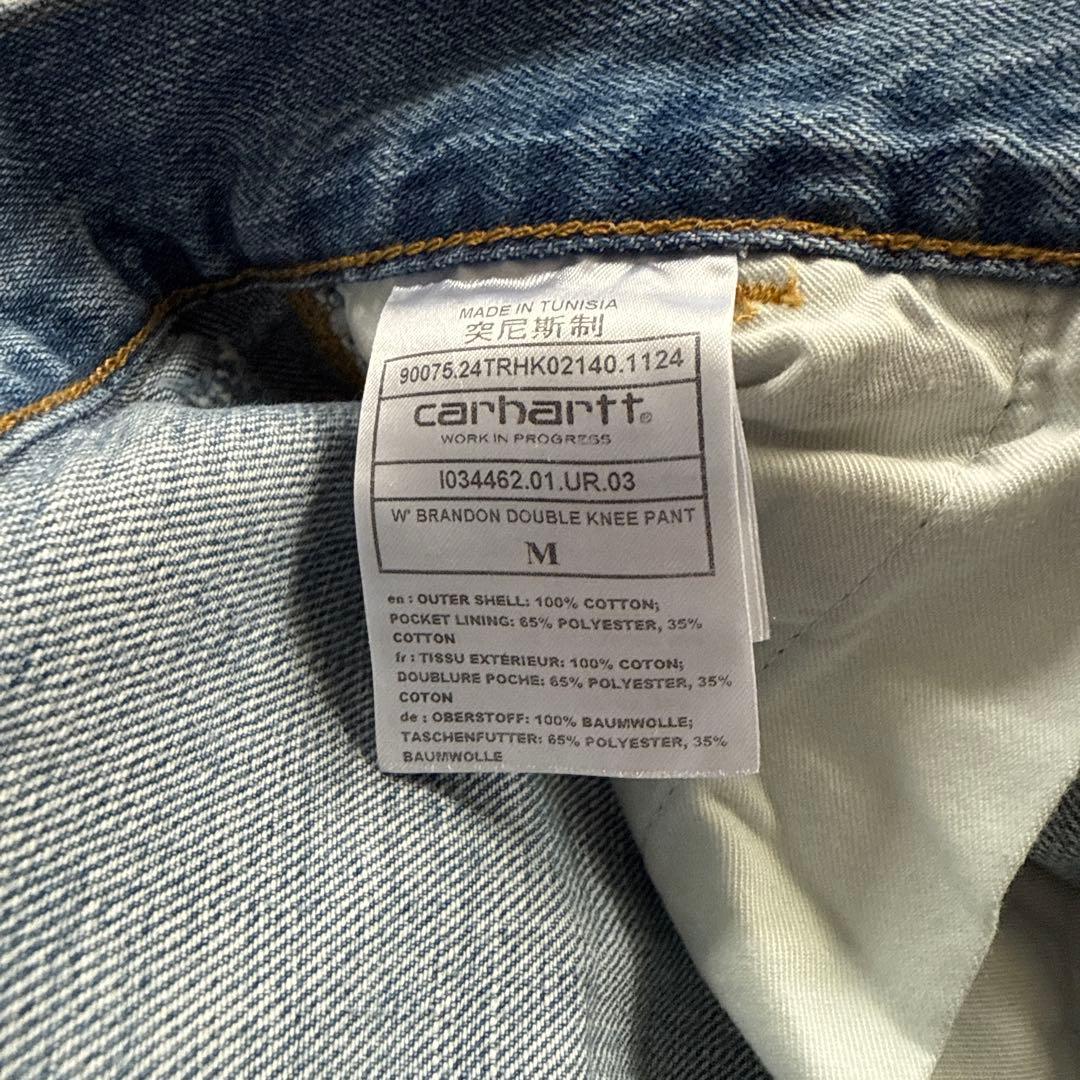 MADE IN TUNISIA
突尼斯制
90075.24TRHK02140.1124
carhartt®
WORK IN PROGRESS
I034462.01.UR.03
W' BRANDON DOUBLE KNEE PANT
M
en : OUTER SHELL: 100% COTTON;
POCKET LINING: 65% POLYESTER, 35%
COTTON
fr : TISSU EXTÉRIEUR: 100% COTON;
DOUBLURE POCHE: 65% POLYESTER, 35%
COTON
de : OBERSTOFF: 100% BAUMWOLLE;
TASCHENFUTTER: 65% POLYESTER, 35%
BAUMWOLLE